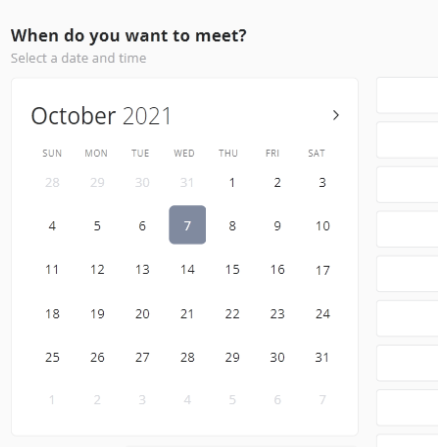 When do you want to meet?
Select a date and time
October 2021
SUN MON TUE WED THU FRI SAT
28 29 30 31 1 2 3
4 5 6 7 8 9 10
11 12 13 14 15 16 17
18 19 20 21 22 23 24
25 26 27 28 29 30 31
1 2 3 4 5 6 7